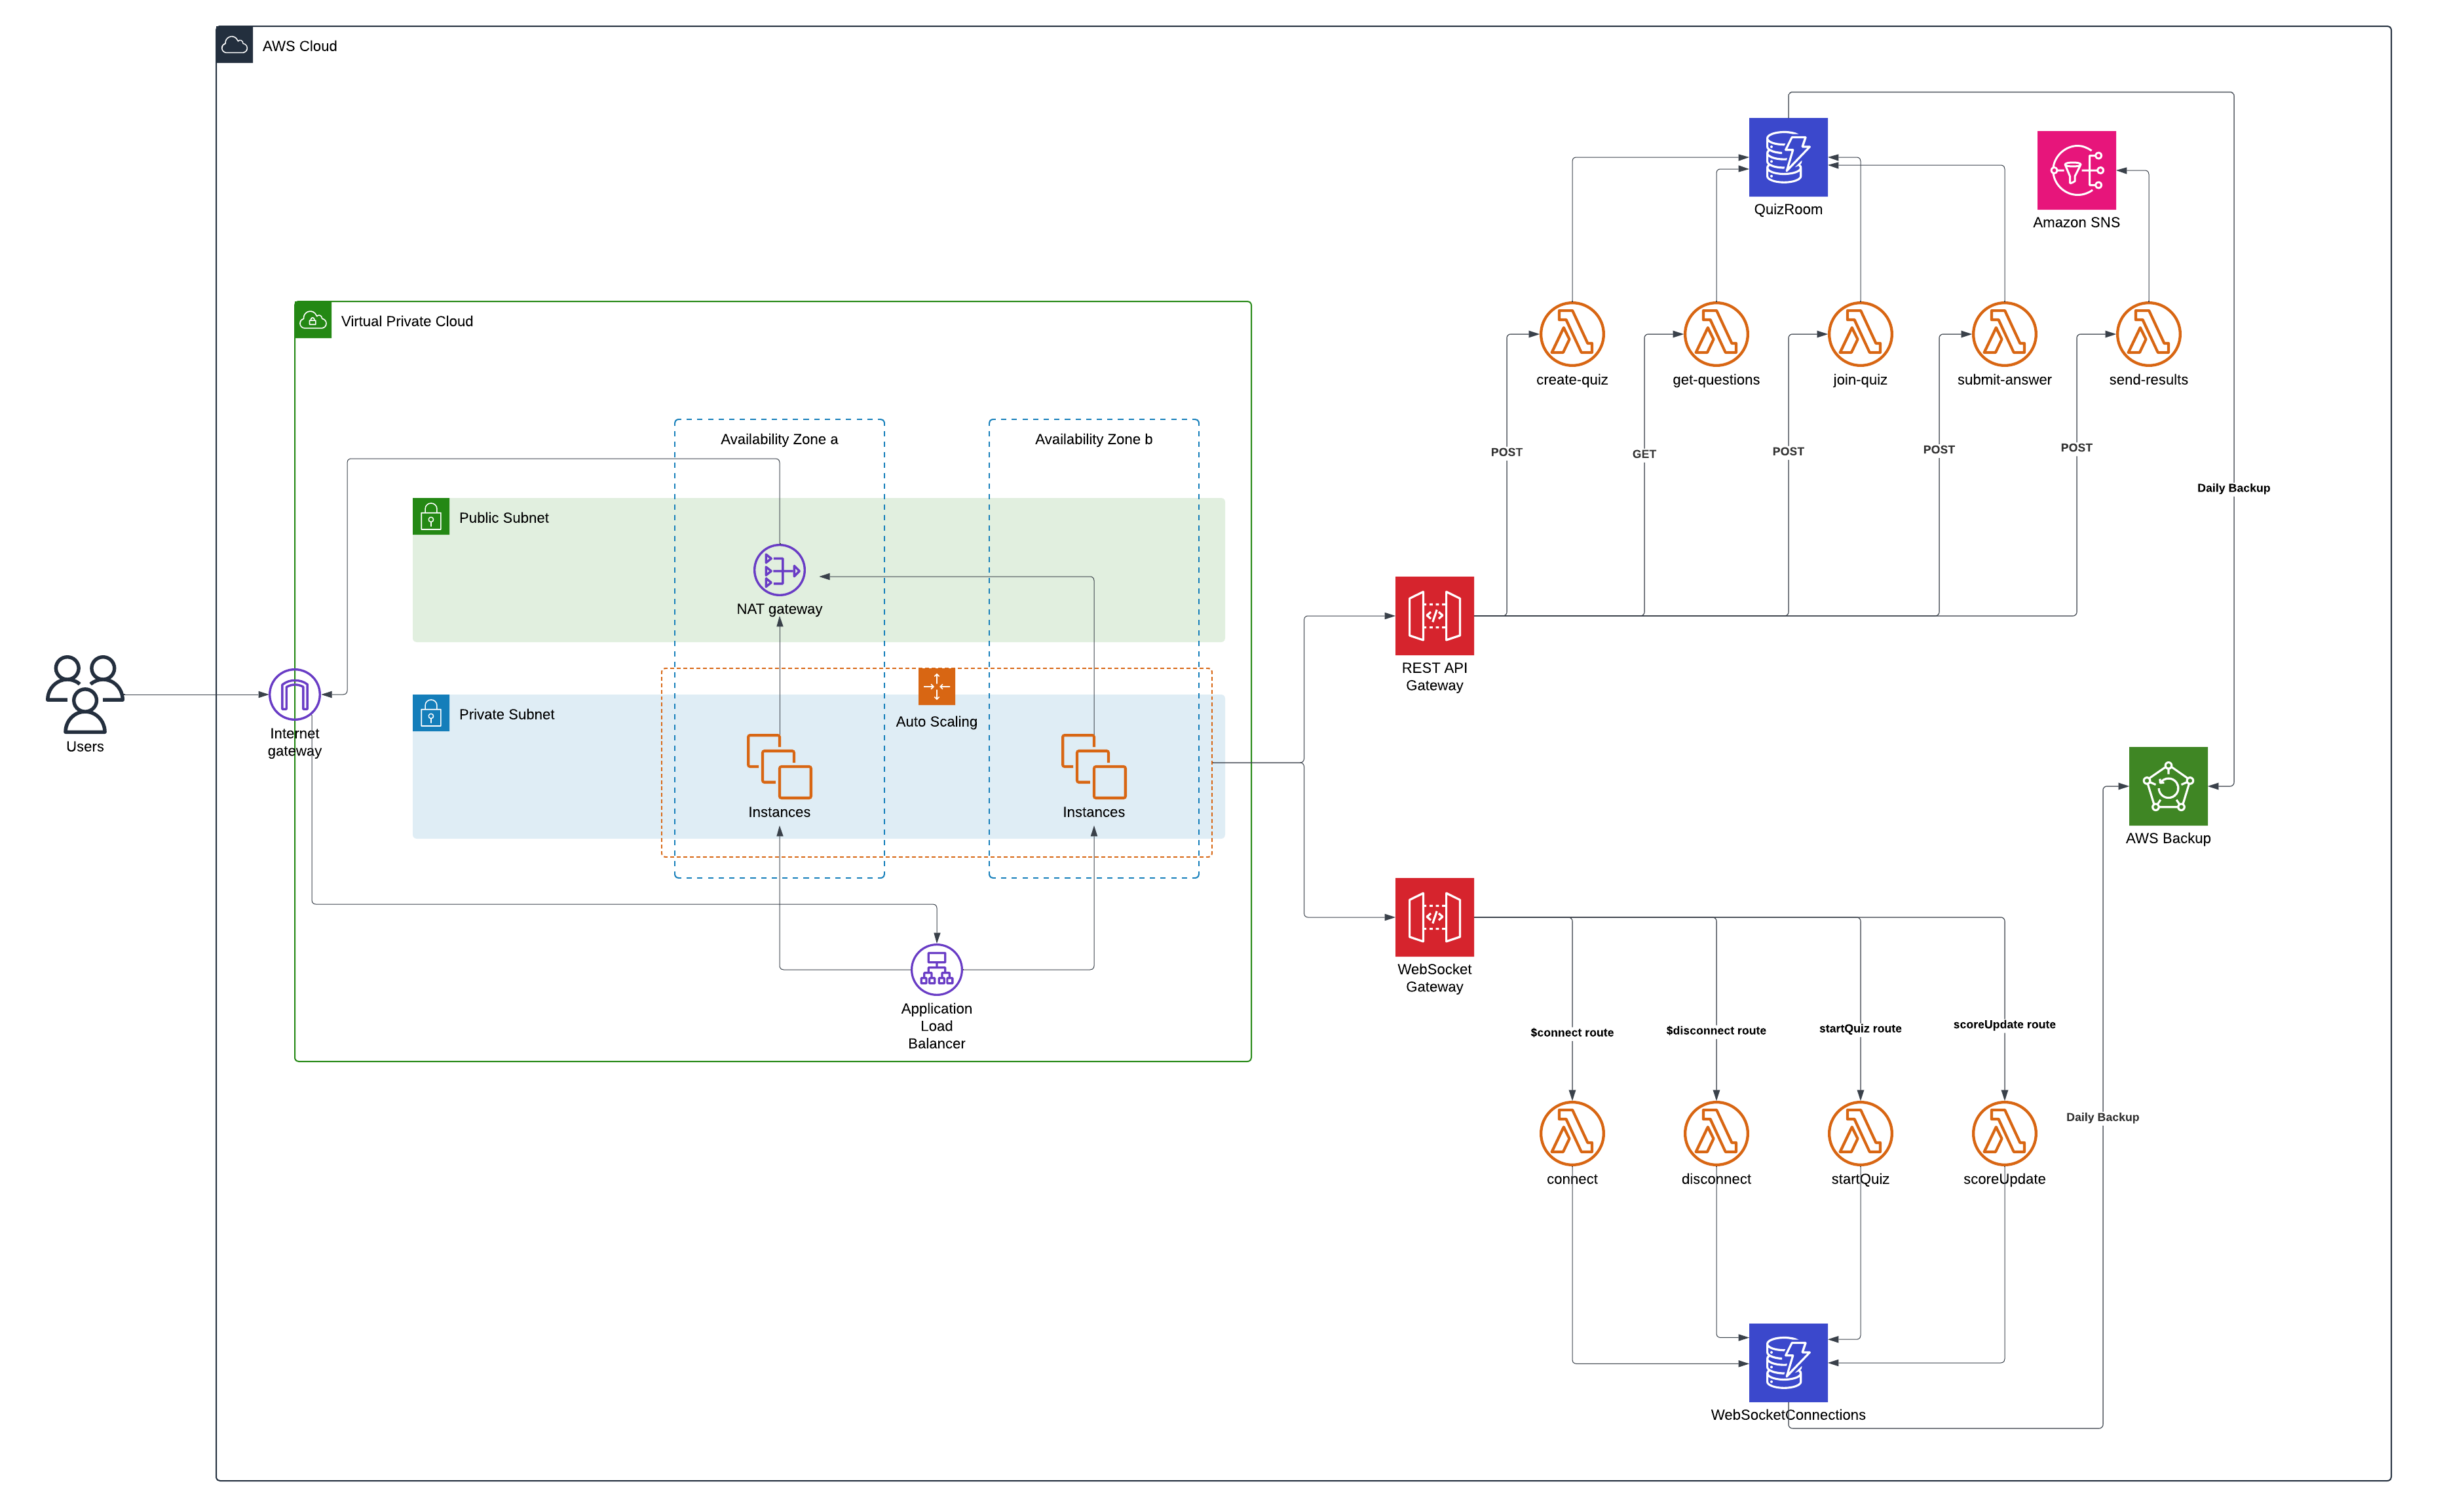 AWS Cloud
QuizRoom
Amazon SNS
Virtual Private Cloud
create-quiz
get-questions
join-quiz
submit-answer
send-results
Availability Zone a
Availability Zone b
POST
GET
POST
POST
POST
Daily Backup
Public Subnet
NAT gateway
REST API
Gateway
Users
Internet
gateway
Private Subnet
Auto Scaling
Instances
Instances
AWS Backup
WebSocket
Gateway
Application
Load
Balancer
$connect route
$disconnect route
startQuiz route
scoreUpdate route
Daily Backup
connect
disconnect
startQuiz
scoreUpdate
WebSocketConnections